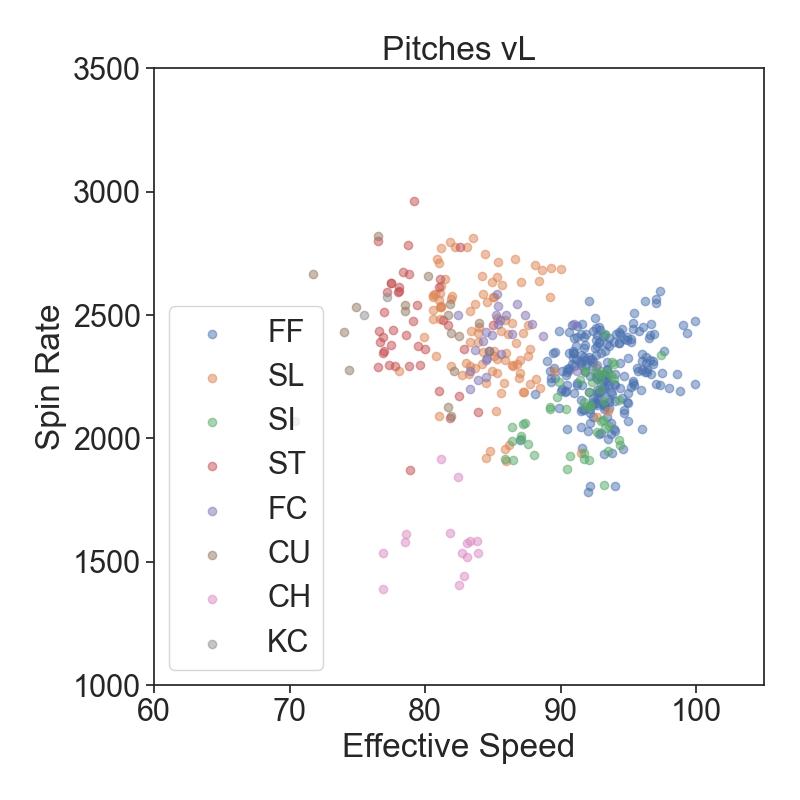 Pitches vL
3500
3000
2500
2000
1500
1000
Spin Rate
FF
SL
SI
ST
FC
CU
CH
KC
60 70 80 90 100
Effective Speed